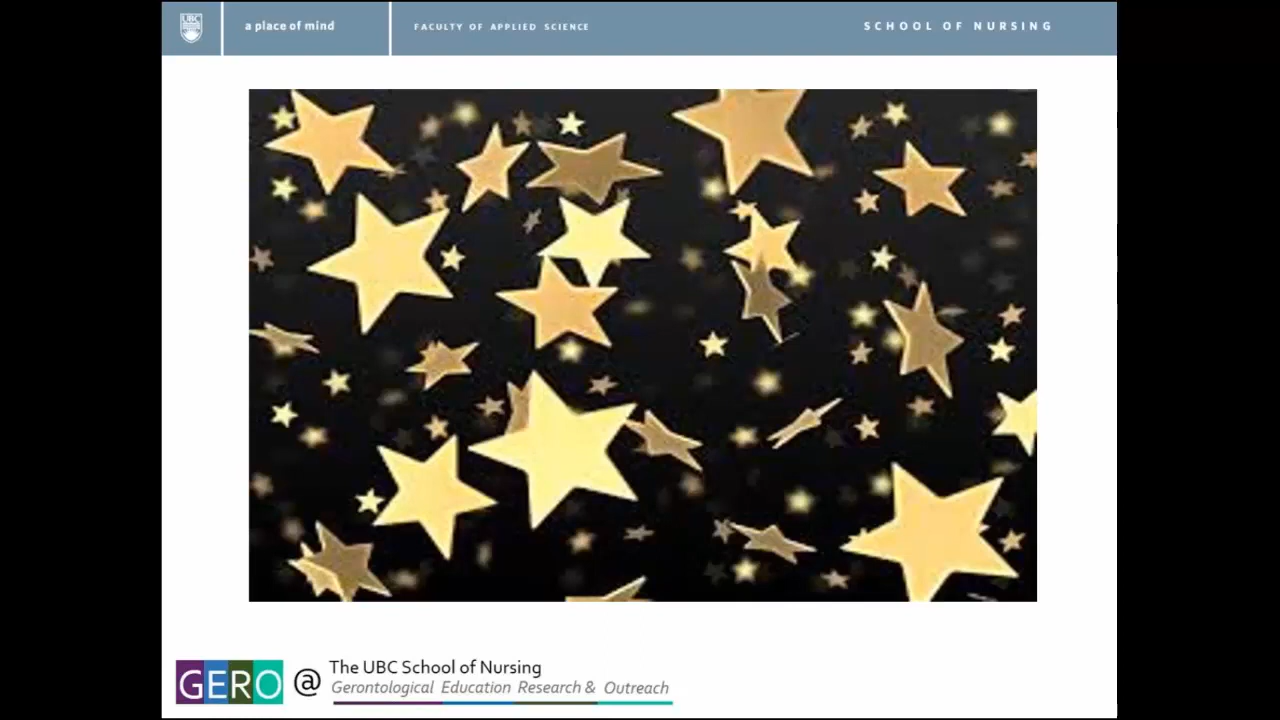 UBC
a place of mind
FACULTY OF APPLIED SCIENCE
SCHOOL OF NURSING
GERO @ The UBC School of Nursing
Gerontological Education Research & Outreach